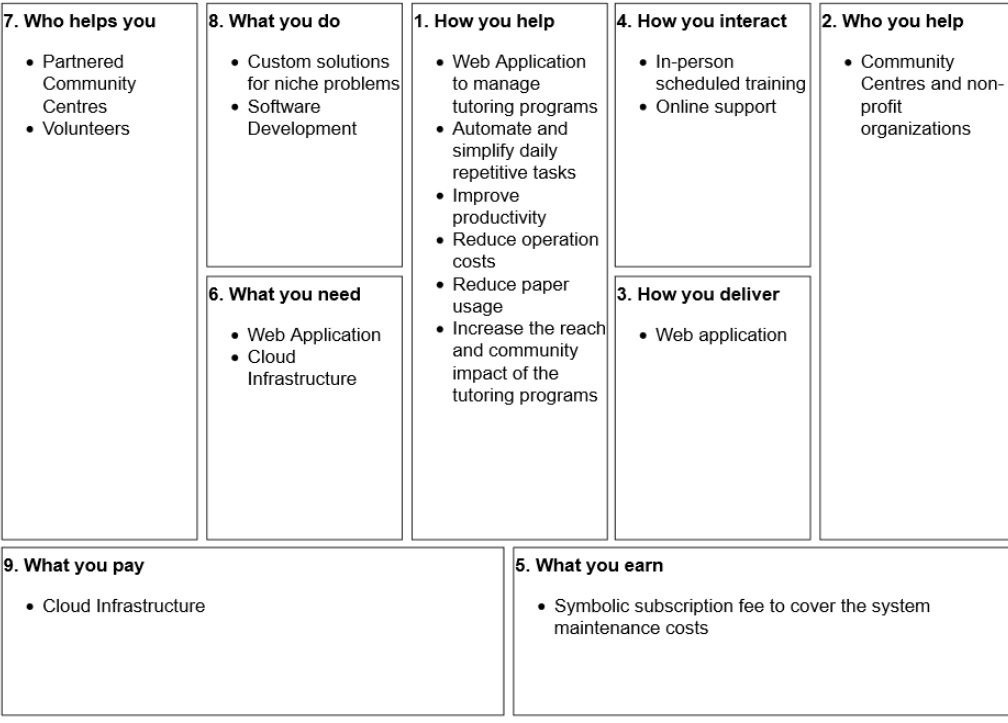 7. Who helps you
• Partnered
Community
Centres
• Volunteers
8. What you do
• Custom solutions
for niche problems
• Software
Development
6. What you need
• Web Application
• Cloud
Infrastructure
1. How you help
• Web Application
to manage
tutoring programs
• Automate and
simplify daily
repetitive tasks
• Improve
productivity
• Reduce operation
costs
• Reduce paper
usage
• Increase the reach
and community
impact of the
tutoring programs
4. How you interact
• In-person
scheduled training
• Online support
3. How you deliver
• Web application
2. Who you help
• Community
Centres and non-
profit
organizations
9. What you pay
• Cloud Infrastructure
5. What you earn
• Symbolic subscription fee to cover the system
maintenance costs